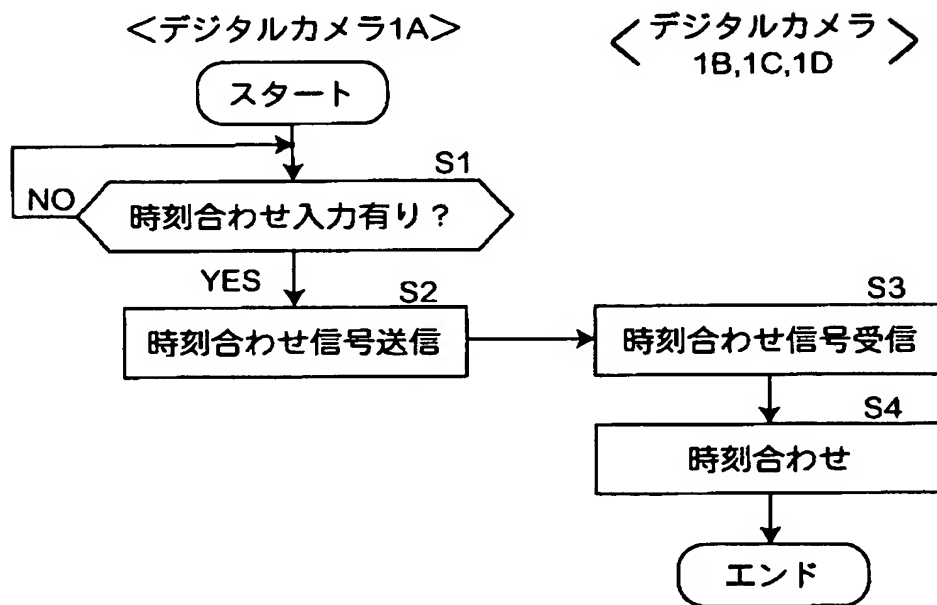 ＜デジタルカメラ1A＞
デジタルカメラ
1B,1C,1D
スタート
S1
NO
時刻合わせ入力有り？
YES
S2
時刻合わせ信号送信
S3
時刻合わせ信号受信
S4
時刻合わせ
エンド